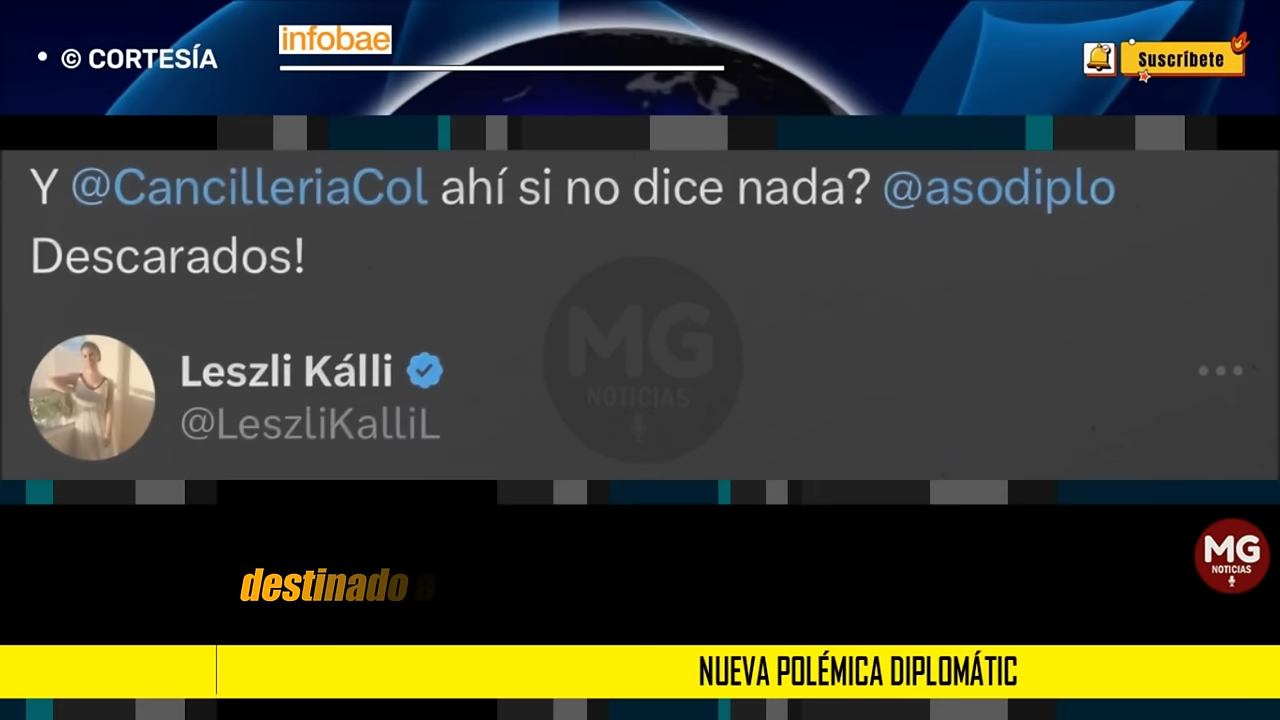 • © CORTESÍA
infobae
Suscríbete
Y @CancilleriaCol ahí si no dice nada? @asodiplo
Descarados!
Leszli Kálli
@LeszliKalliL
MG
NOTICIAS
destinado a
MG
NOTICIAS
NUEVA POLÉMICA DIPLOMÁTIC